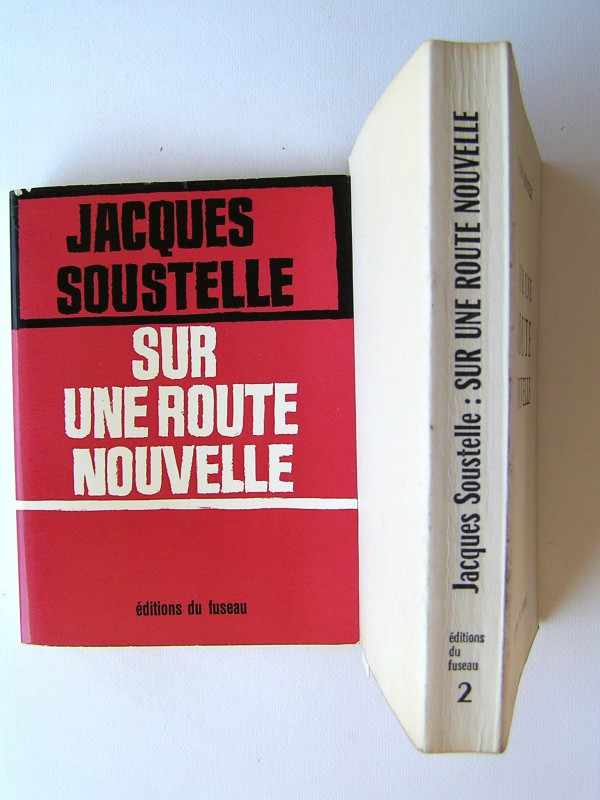 JACQUES
SOUSTELLE
SUR
UNE ROUTE
NOUVELLE
éditions du fuseau
Jacques Soustelle : SUR UNE ROUTE NOUVELLE
éditions
du
fuseau
2